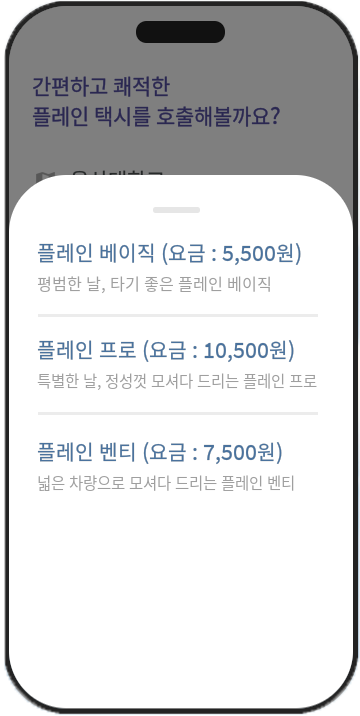 간편하고 쾌적한
플레인 택시를 호출해볼까요?
플레인 베이직 (요금 : 5,500원)
평범한 날, 타기 좋은 플레인 베이직
플레인 프로 (요금 : 10,500원)
특별한 날, 정성껏 모셔다 드리는 플레인 프로
플레인 벤티 (요금 : 7,500원)
넓은 차량으로 모셔다 드리는 플레인 벤티